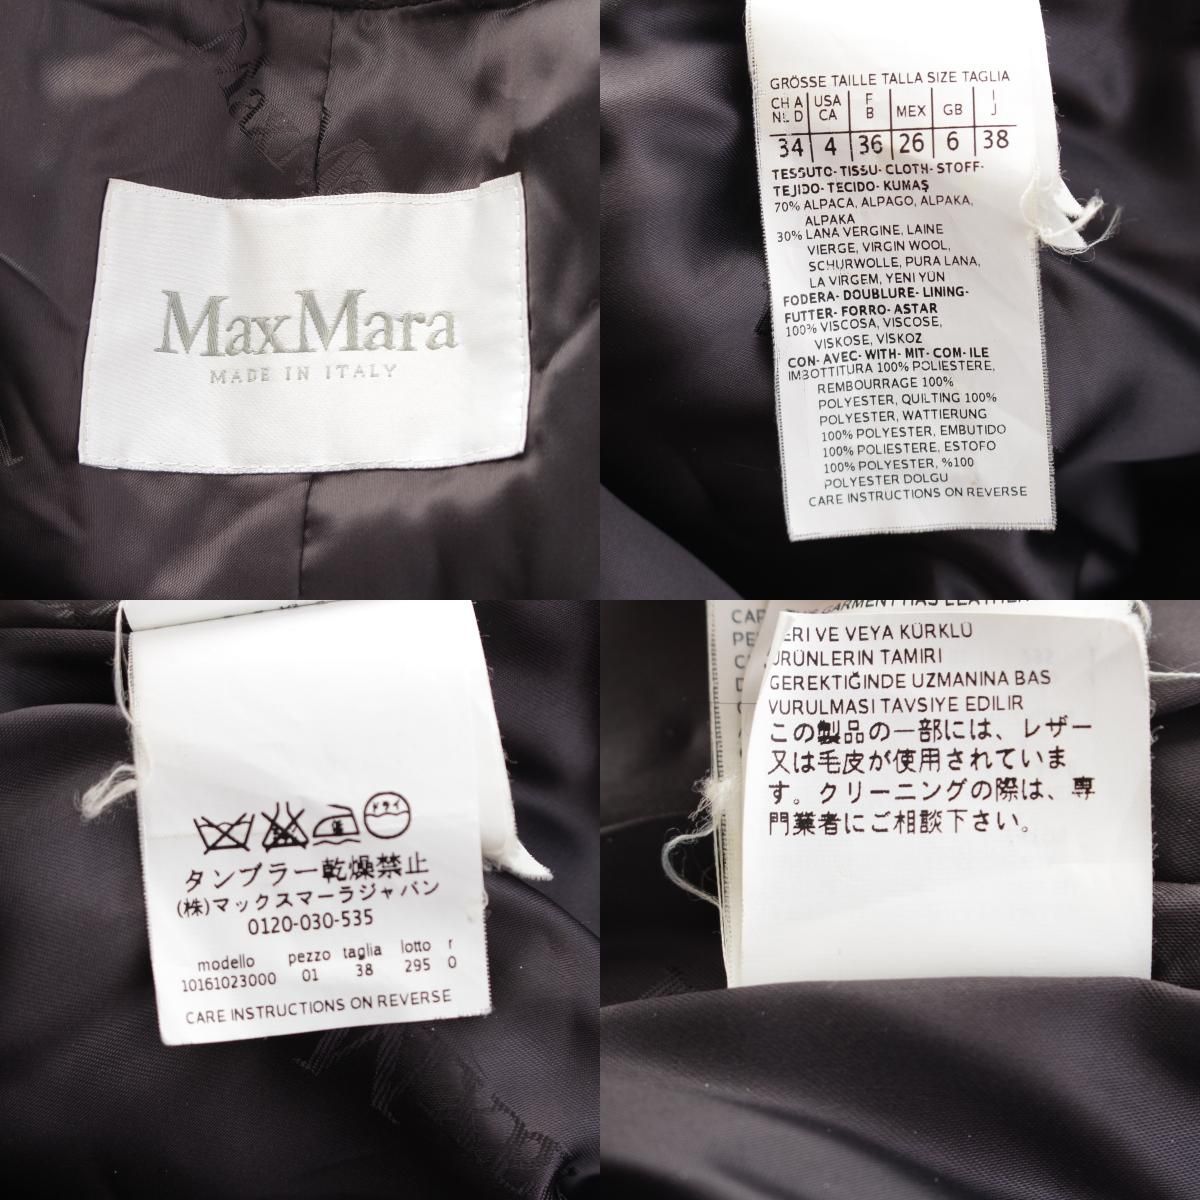 MaxMara
MADE IN ITALY
GRÖSSE TAILLE TALLA SIZE TAGLIA
CH A USA F MEX GB I
NL D CA B J
34 4 36 26 6 38
TESSUTO- TISSU- CLOTH- STOFF-
TEJIDO- TECIDO- KUMAŞ
70% ALPACA, ALPAGO, ALPAKA,
ALPAKA
30% LANA VERGINE, LAINE
VIERGE, VIRGIN WOOL,
SCHURWOLLE, PURA LANA,
LA VIRGEM, YENI YÜN
FODERA- DOUBLURE- LINING-
FUTTER- FORRO- ASTAR
100% VISCOSA, VISCOSE,
VISKOSE, VISKOZ
CON- AVEC- WITH- MIT- COM- ILE
IMBOTTITURA 100% POLIESTERE,
REMBOURRAGE 100%
POLYESTER, QUILTING 100%
POLYESTER, WATTIERUNG
100% POLYESTER, EMBUTIDO
100% POLIESTERE, ESTOFO
100% POLYESTER, %100
POLYESTER DOLGU
CARE INSTRUCTIONS ON REVERSE
ドライ
タンブラー乾燥禁止
(株)マックスマーラジャパン
0120-030-535
modello pezzo taglia lotto r
10161023000 01 38 295 0
CARE INSTRUCTIONS ON REVERSE
GARMENT HAS LEATHER
ERI VE VEYA KÜRKLÜ
ÜRÜNLERIN TAMIRI
GEREKTIĞINDE UZMANINA BAS
VURULMASI TAVSIYE EDILIR
この製品の一部には、レザー
又は毛皮が使用されていま
す。クリーニングの際は、専
門業者にご相談下さい。